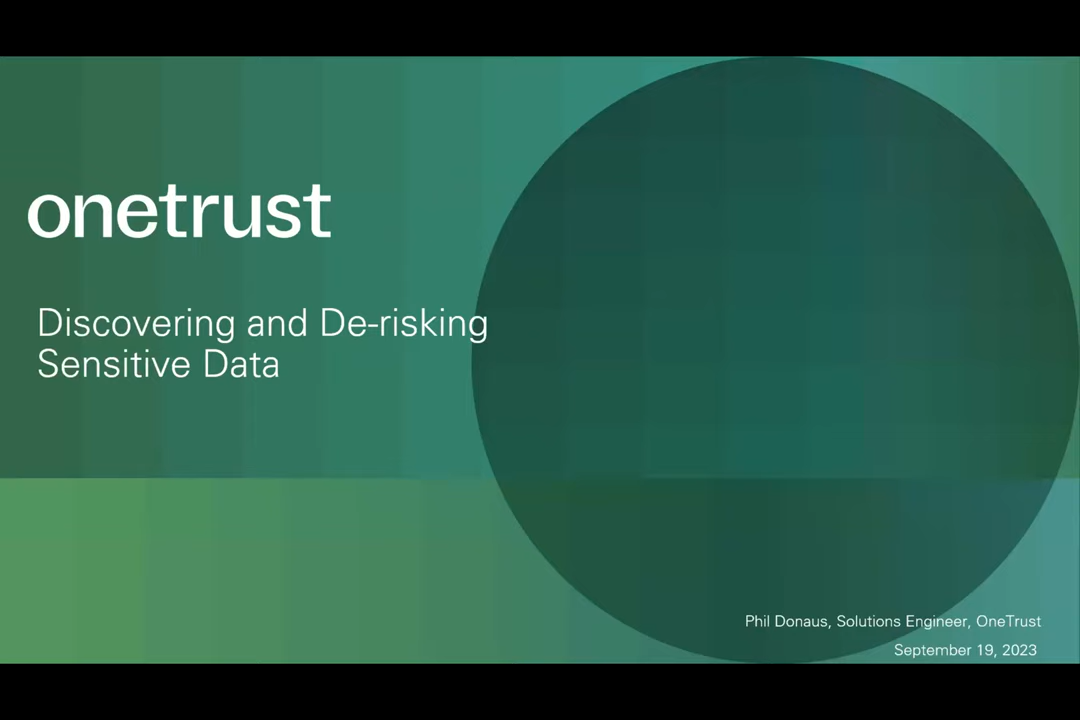 onetrust
Discovering and De-risking
Sensitive Data
Phil Donaus, Solutions Engineer, OneTrust
September 19, 2023